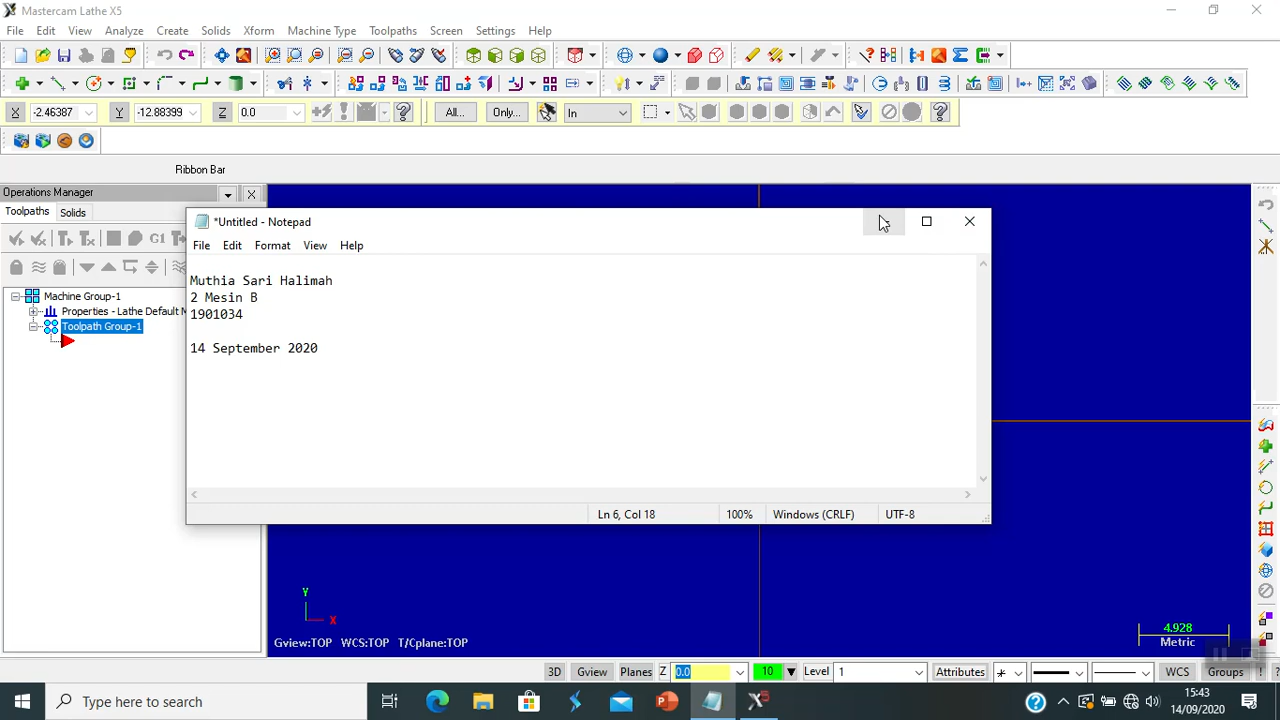 Mastercam Lathe X5
File Edit View Analyze Create Solids Xform Machine Type Toolpaths Screen Settings Help
X -2.46387 Y -12.88399 Z 0.0 All... Only... In
Ribbon Bar
Operations Manager
Toolpaths Solids
G1
Machine Group-1
Properties - Lathe Default M
Toolpath Group-1
*Untitled - Notepad
File Edit Format View Help
Muthia Sari Halimah
2 Mesin B
1901034
14 September 2020
Ln 6, Col 18 100% Windows (CRLF) UTF-8
Y
X
Gview:TOP WCS:TOP T/Cplane:TOP
4.928
Metric
3D Gview Planes Z 0.0 10 Level 1 Attributes WCS Groups ?
Type here to search
15:43
14/09/2020